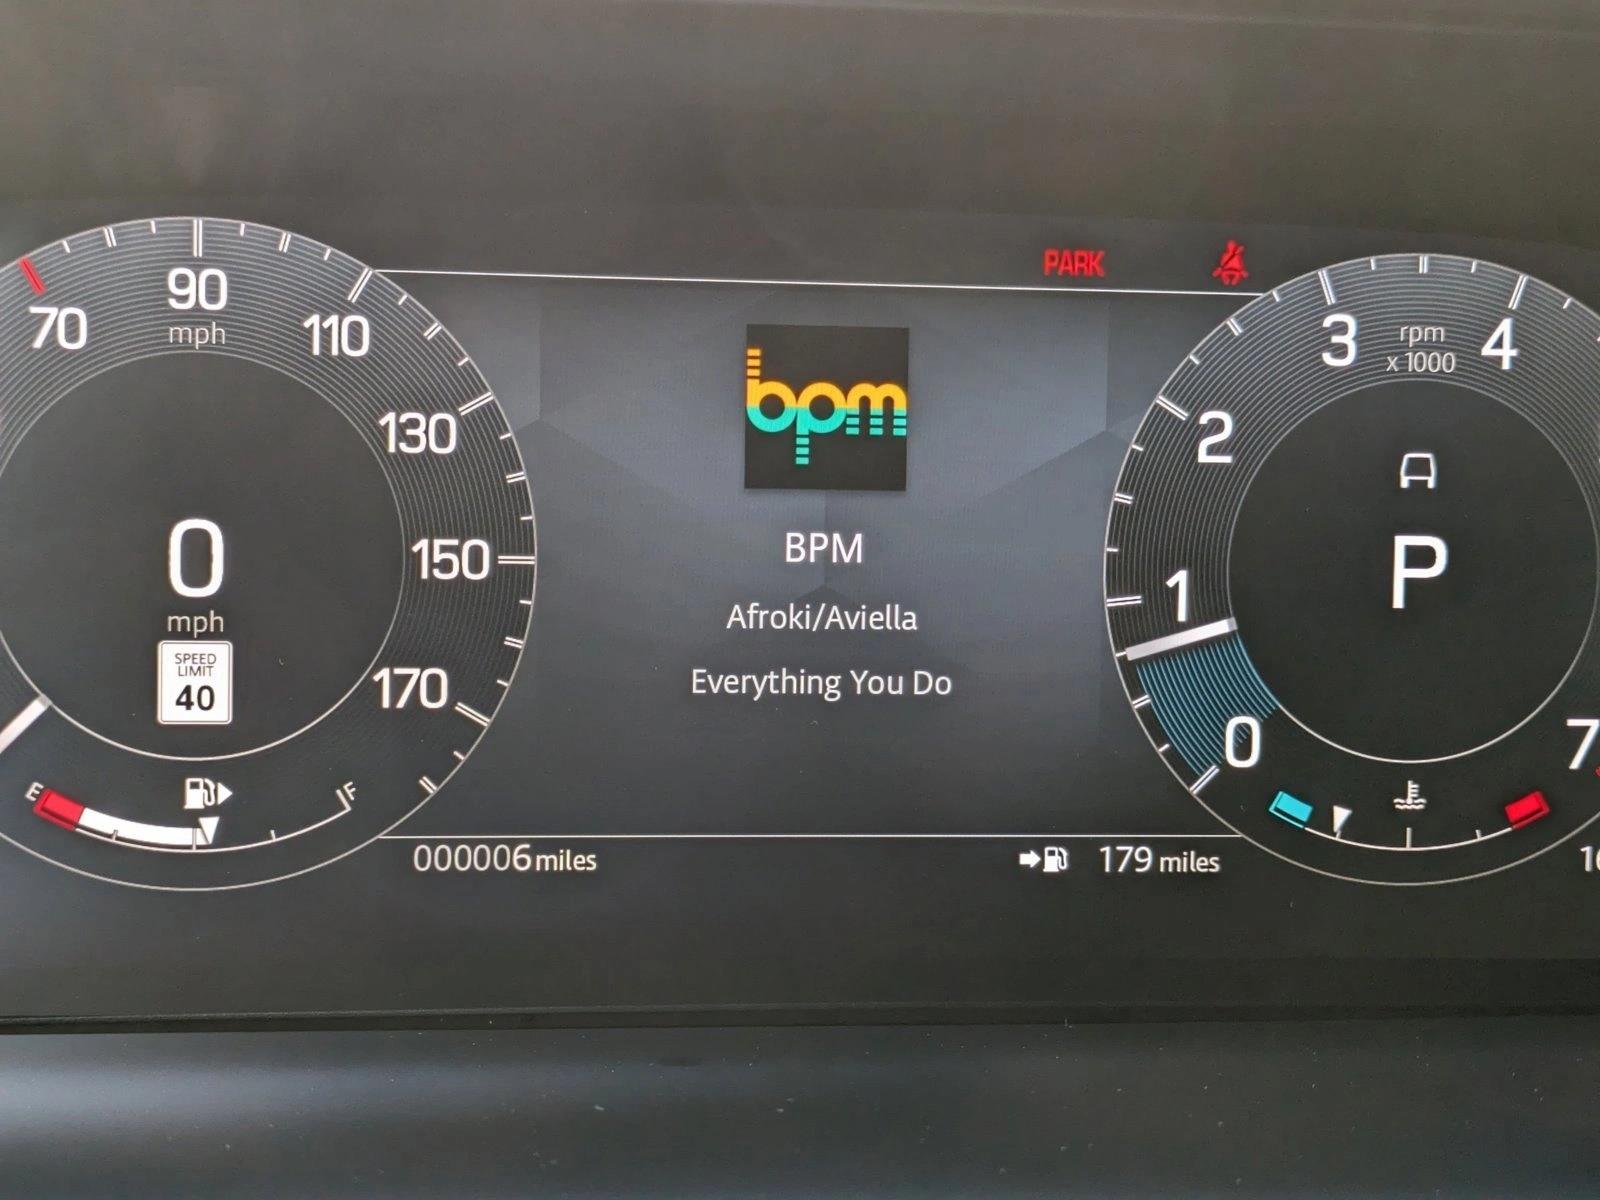 PARK
70
90
mph
110
130
150
170
0
mph
SPEED
LIMIT
40
E
F
000006 miles
bpm
BPM
Afroki/Aviella
Everything You Do
179 miles
0
1
2
3
4
7
rpm
x 1000
P